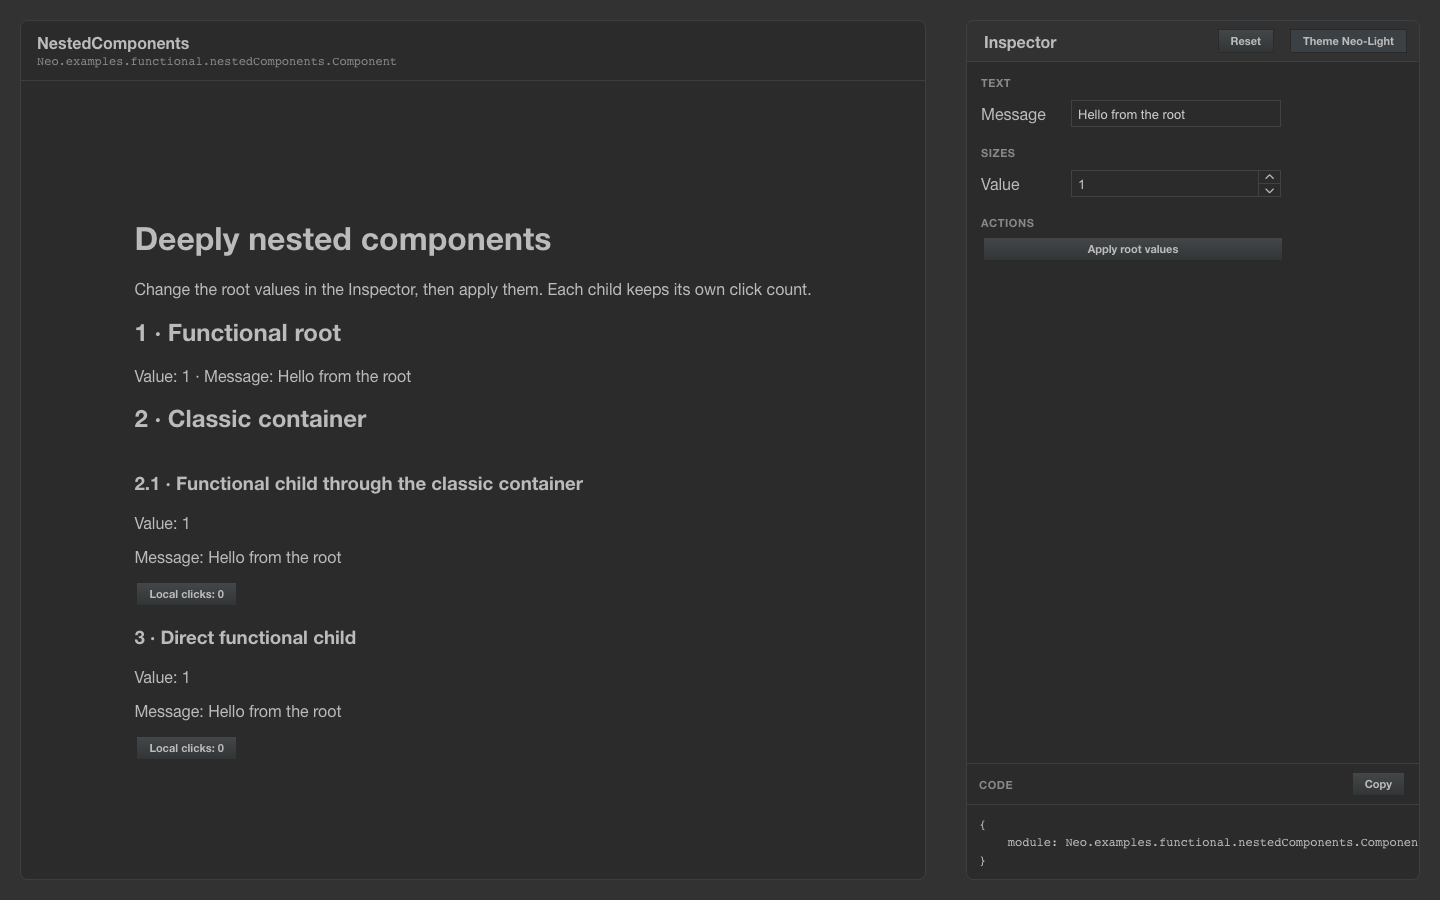 NestedComponents
Neo.examples.functional.nestedComponents.Component
Deeply nested components
Change the root values in the Inspector, then apply them. Each child keeps its own click count.
1 · Functional root
Value: 1 · Message: Hello from the root
2 · Classic container
2.1 · Functional child through the classic container
Value: 1
Message: Hello from the root
Local clicks: 0
3 · Direct functional child
Value: 1
Message: Hello from the root
Local clicks: 0
Inspector
Reset
Theme Neo-Light
TEXT
Message
Hello from the root
SIZES
Value
1
ACTIONS
Apply root values
CODE
Copy
{
module: Neo.examples.functional.nestedComponents.Componen
}